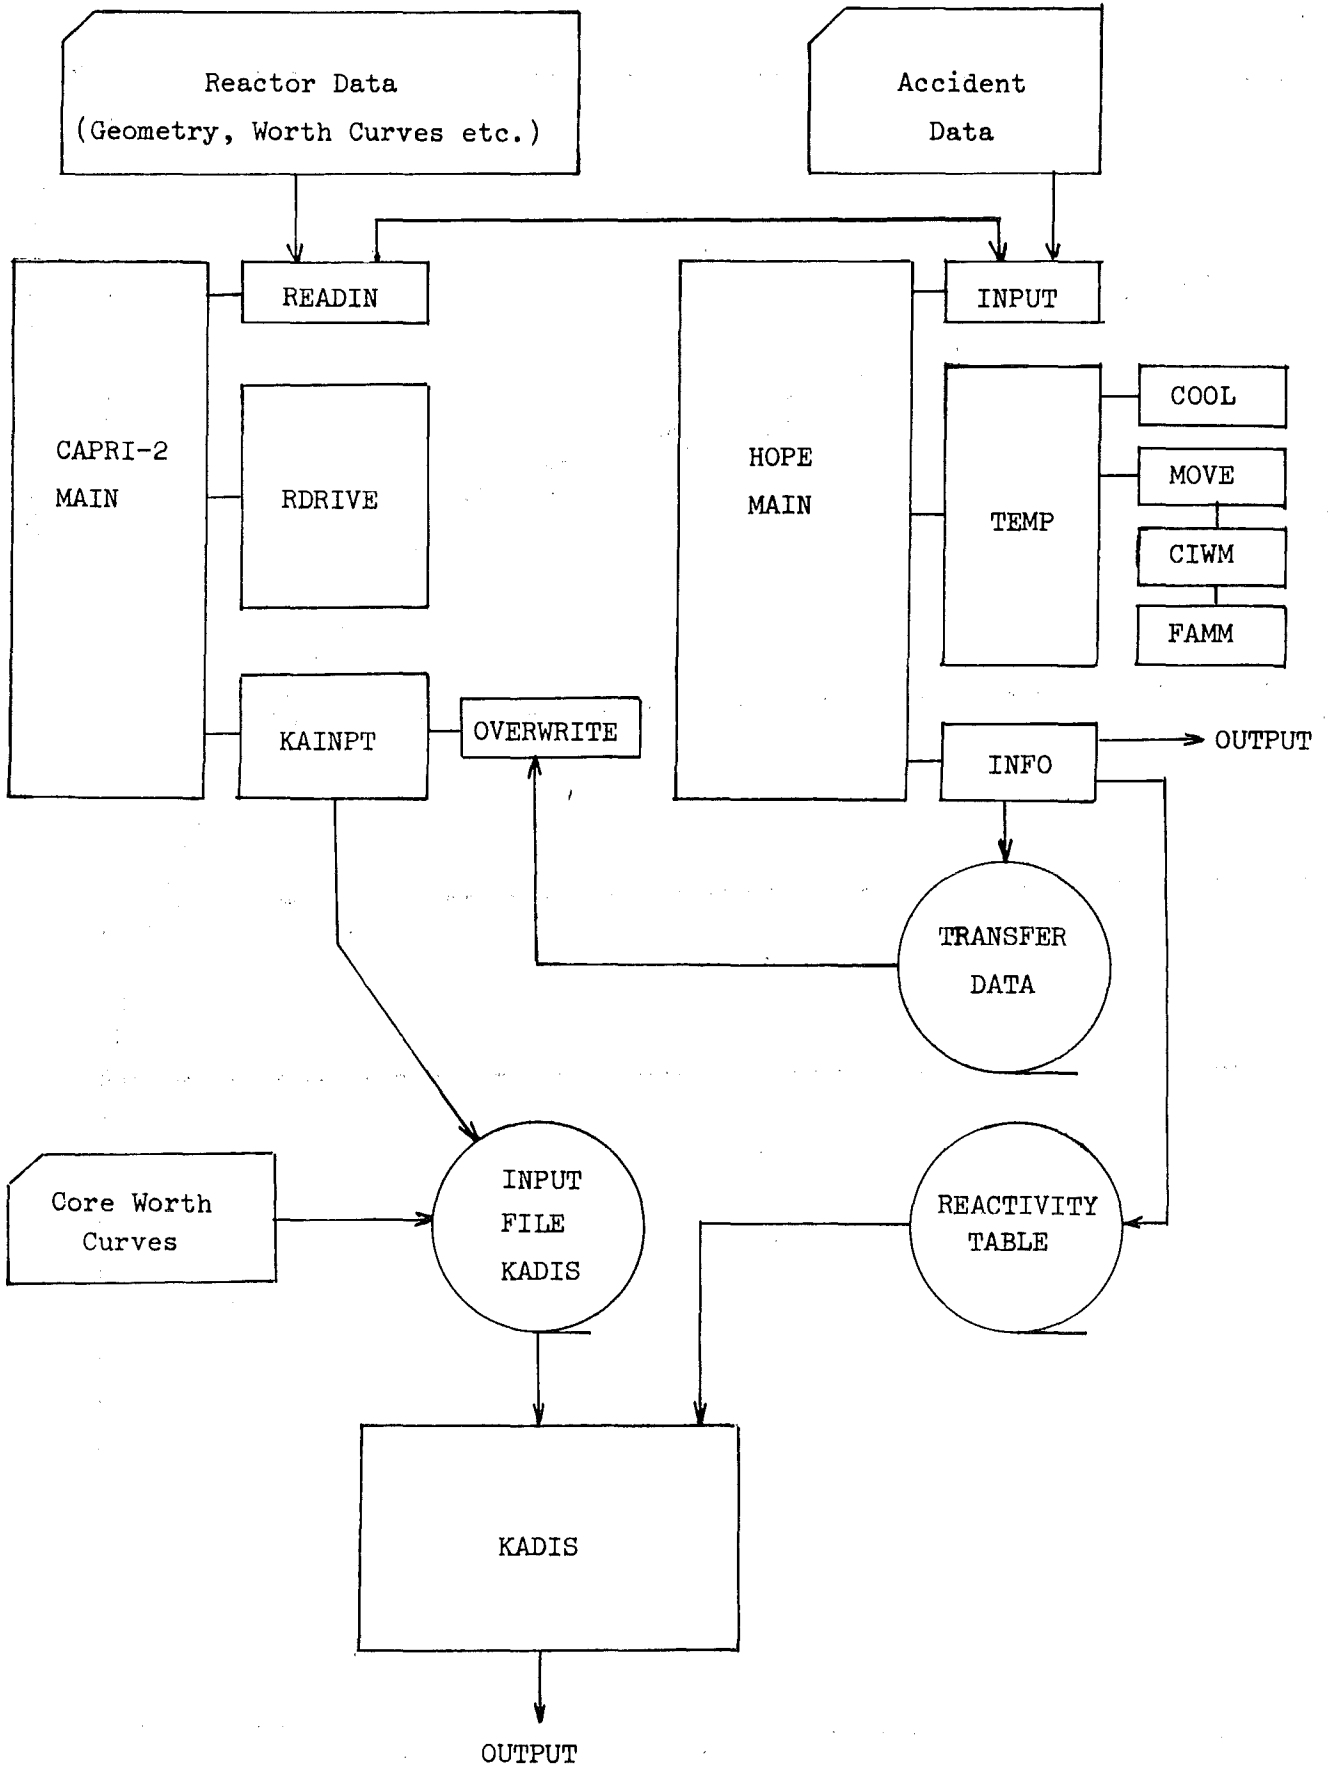 Reactor Data
(Geometry, Worth Curves etc.)
Accident
Data
READIN
INPUT
CAPRI-2
MAIN
RDRIVE
HOPE
MAIN
TEMP
COOL
MOVE
CIWM
FAMM
KAINPT
OVERWRITE
INFO
OUTPUT
TRANSFER
DATA
Core Worth
Curves
INPUT
FILE
KADIS
REACTIVITY
TABLE
KADIS
OUTPUT